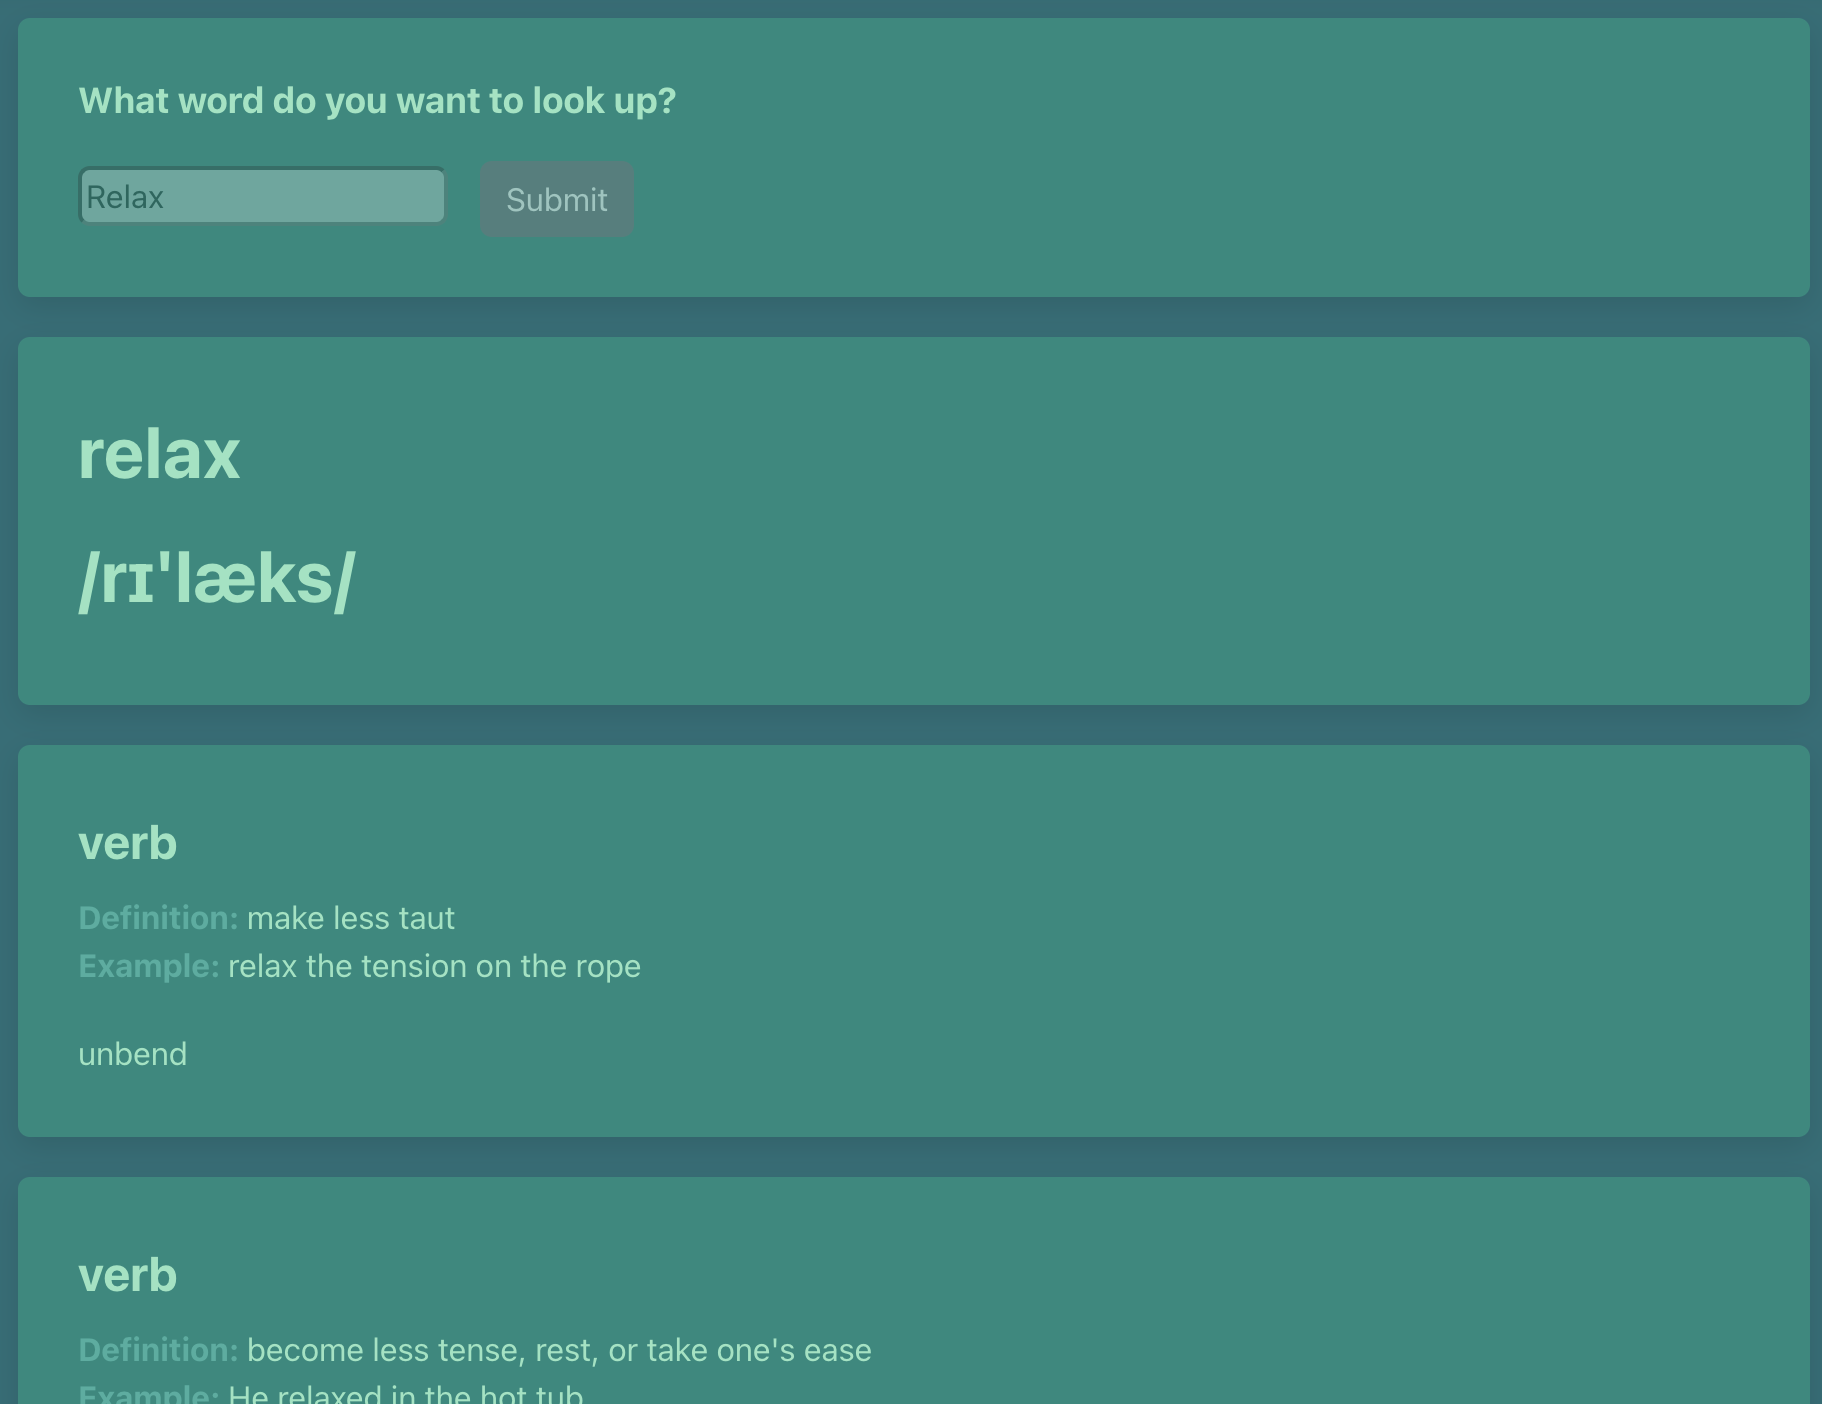 What word do you want to look up?
Relax
Submit
relax
/rɪ'læks/
verb
Definition: make less taut
Example: relax the tension on the rope
unbend
verb
Definition: become less tense, rest, or take one's ease
Example: He relaxed in the hot tub